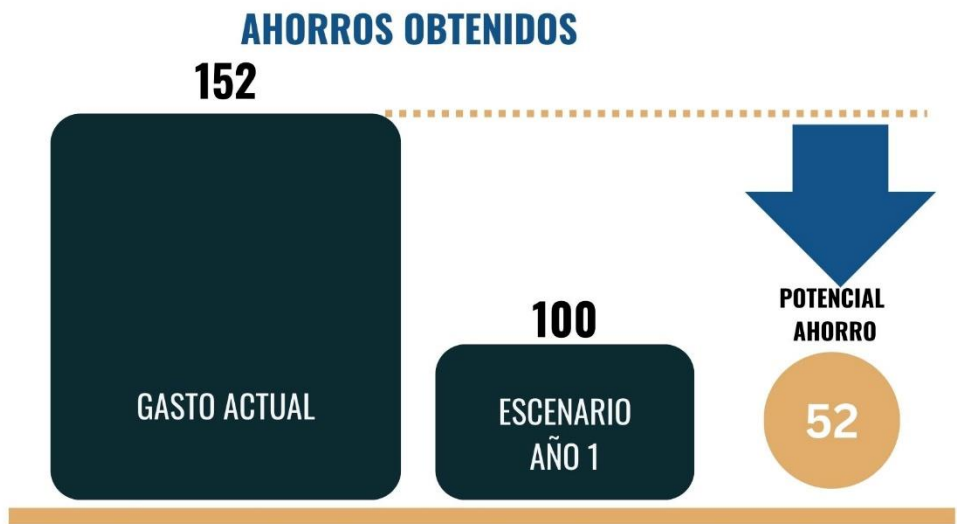 AHORROS OBTENIDOS
152
GASTO ACTUAL
100
ESCENARIO
AÑO 1
POTENCIAL
AHORRO
52